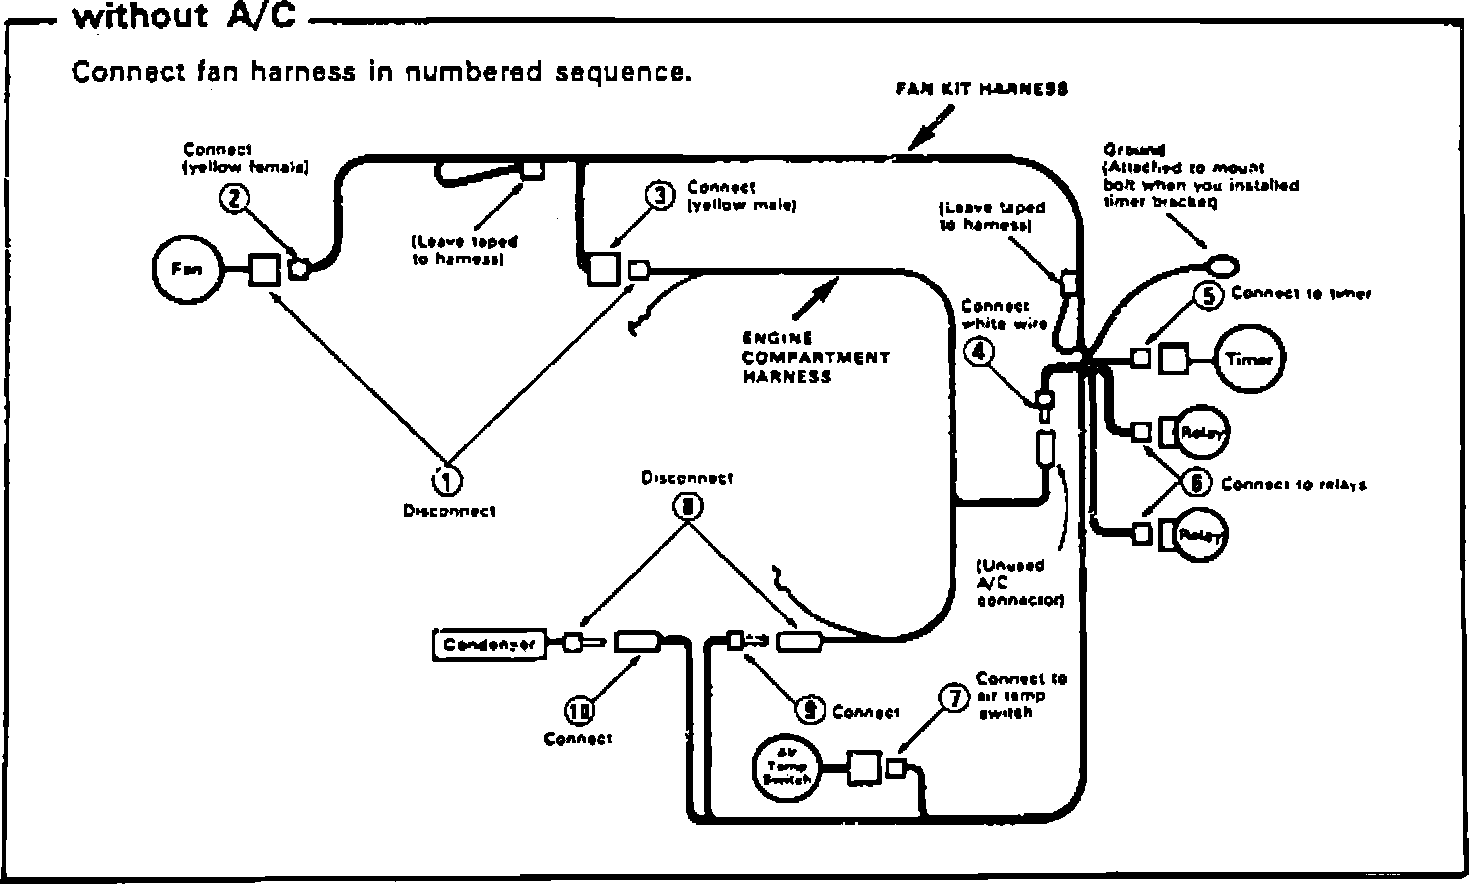 without A/C
Connect fan harness in numbered sequence.
FAN KIT HARNESS
Connect
(yellow female)
2
3
Connect
(yellow male)
(Leave taped
to harness)
(Leave taped
to harness)
Ground
(Attached to mount
bolt when you installed
timer bracket)
Fan
5
Connect to timer
Connect
white wire
4
ENGINE
COMPARTMENT
HARNESS
Timer
Relay
1
Disconnect
Disconnect
8
6
Connect to relays
Relay
(Unused
A/C
connector)
Condenser
10
Connect
9
Connect
7
Connect to
air temp
switch
Air
Temp
Switch